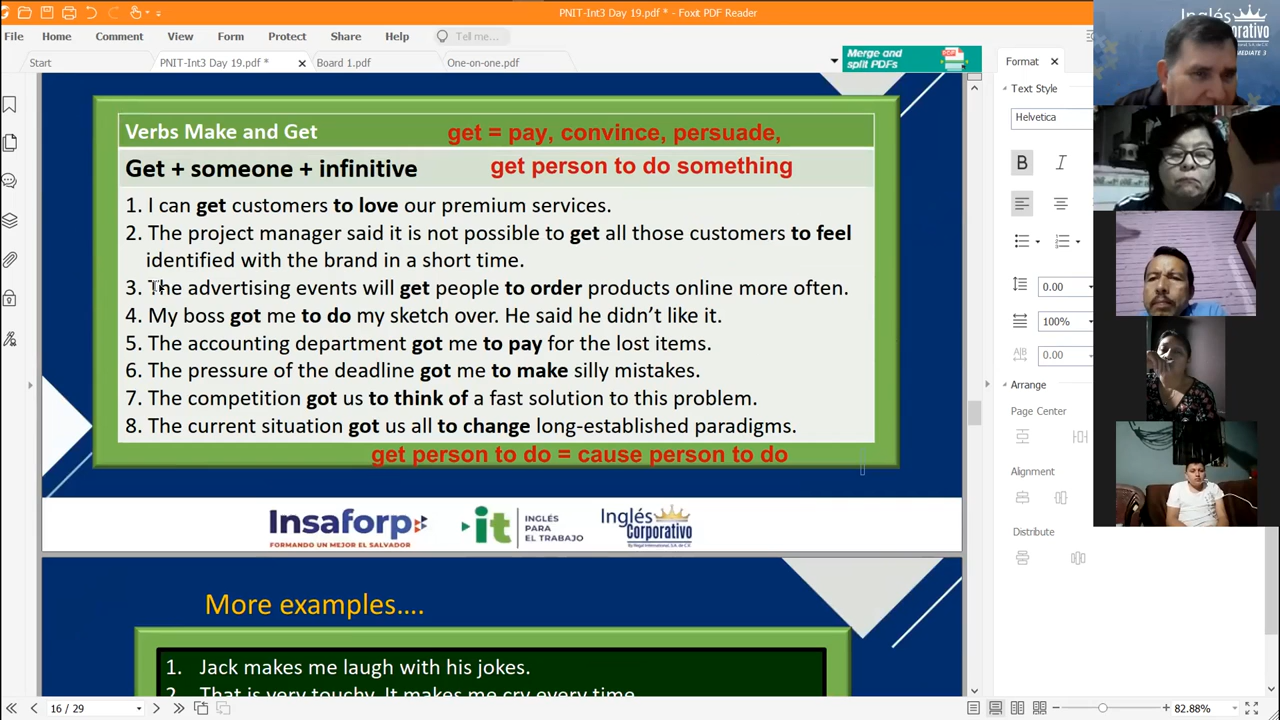 PNIT-Int3 Day 19.pdf * - Foxit PDF Reader
File Home Comment View Form Protect Share Help Tell me...
Start PNIT-Int3 Day 19.pdf * Board 1.pdf One-on-one.pdf
Merge and
split PDFs
Format
Text Style
Helvetica
B I
0.00
100%
0.00
Arrange
Page Center
Alignment
Distribute
Inglés
Corporativo
MEDIATE 3
Verbs Make and Get
get = pay, convince, persuade,
Get + someone + infinitive
get person to do something
1. I can get customers to love our premium services.
2. The project manager said it is not possible to get all those customers to feel
identified with the brand in a short time.
3. The advertising events will get people to order products online more often.
4. My boss got me to do my sketch over. He said he didn’t like it.
5. The accounting department got me to pay for the lost items.
6. The pressure of the deadline got me to make silly mistakes.
7. The competition got us to think of a fast solution to this problem.
8. The current situation got us all to change long-established paradigms.
get person to do = cause person to do
Insaforp
FORMANDO UN MEJOR EL SALVADOR
it
INGLÉS
PARA
EL TRABAJO
Inglés
Corporativo
By Regal International, S.A. de C.V.
More examples....
1. Jack makes me laugh with his jokes.
2. That is very touchy. It makes me cry every time.
16 / 29
82.88%